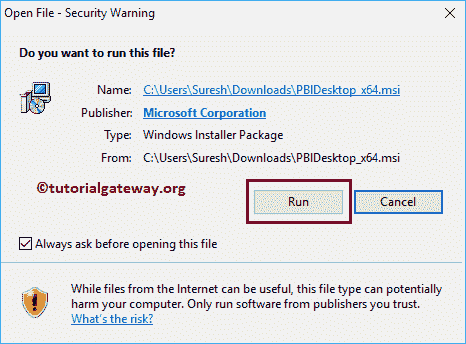 Open File - Security Warning
Do you want to run this file?
Name: C:\Users\Suresh\Downloads\PBIDesktop_x64.msi
Publisher: Microsoft Corporation
Type: Windows Installer Package
From: C:\Users\Suresh\Downloads\PBIDesktop_x64.msi
©tutorialgateway.org
Run Cancel
Always ask before opening this file
While files from the Internet can be useful, this file type can potentially
harm your computer. Only run software from publishers you trust.
What's the risk?